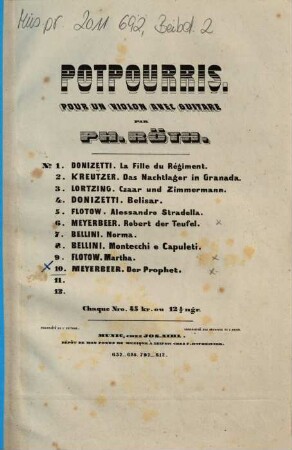 Mus. pr. 2011 692, Beibd. 2
POTPOURRIS.
POUR UN VIOLON AVEC GUITARE
PAR
PH. RÖTH.
No 1. DONIZETTI. La Fille du Régiment.
2. KREUTZER. Das Nachtlager in Granada.
3. LORTZING. Czaar und Zimmermann.
4. DONIZETTI. Belisar.
5. FLOTOW. Alessandro Stradella.
6. MEYERBEER. Robert der Teufel. x
7. BELLINI. Norma.
8. BELLINI. Montecchi e Capuleti.
9. FLOTOW. Martha. x
x 10. MEYERBEER. Der Prophet. x
11.
12.
Chaque Nro. 45 kr. ou 12½ ngr.
MUNIC, CHEZ JOS. AIBL.